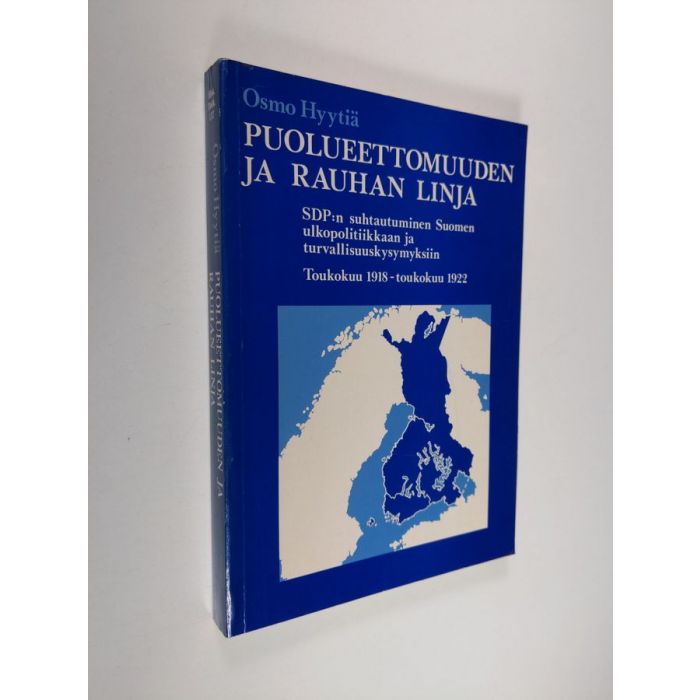 Osmo Hyytiä
PUOLUEETTOMUUDEN
JA RAUHAN LINJA
SDP:n suhtautuminen Suomen
ulkopolitiikkaan ja
turvallisuuskysymyksiin
Toukokuu 1918 - toukokuu 1922
Osmo Hyytiä
PUOLUEETTOMUUDEN JA
RAUHAN LINJA